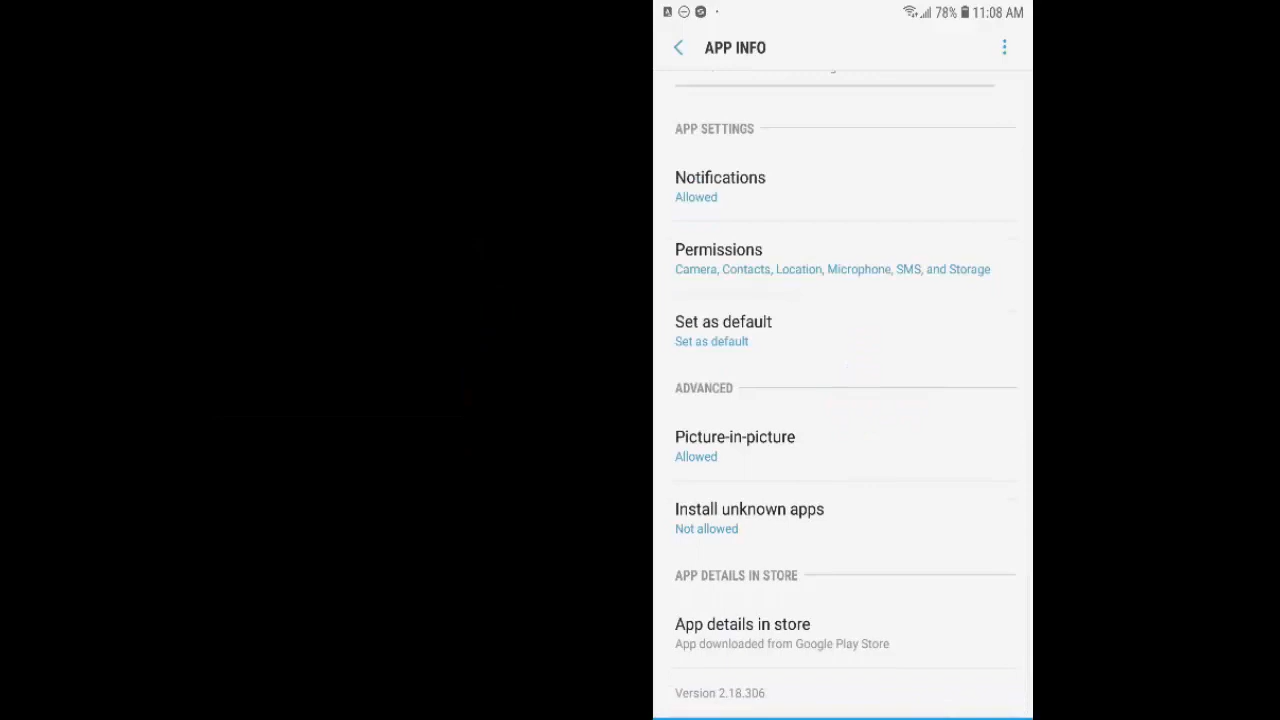 78% 11:08 AM
APP INFO
APP SETTINGS
Notifications
Allowed
Permissions
Camera, Contacts, Location, Microphone, SMS, and Storage
Set as default
Set as default
ADVANCED
Picture-in-picture
Allowed
Install unknown apps
Not allowed
APP DETAILS IN STORE
App details in store
App downloaded from Google Play Store
Version 2.18.306